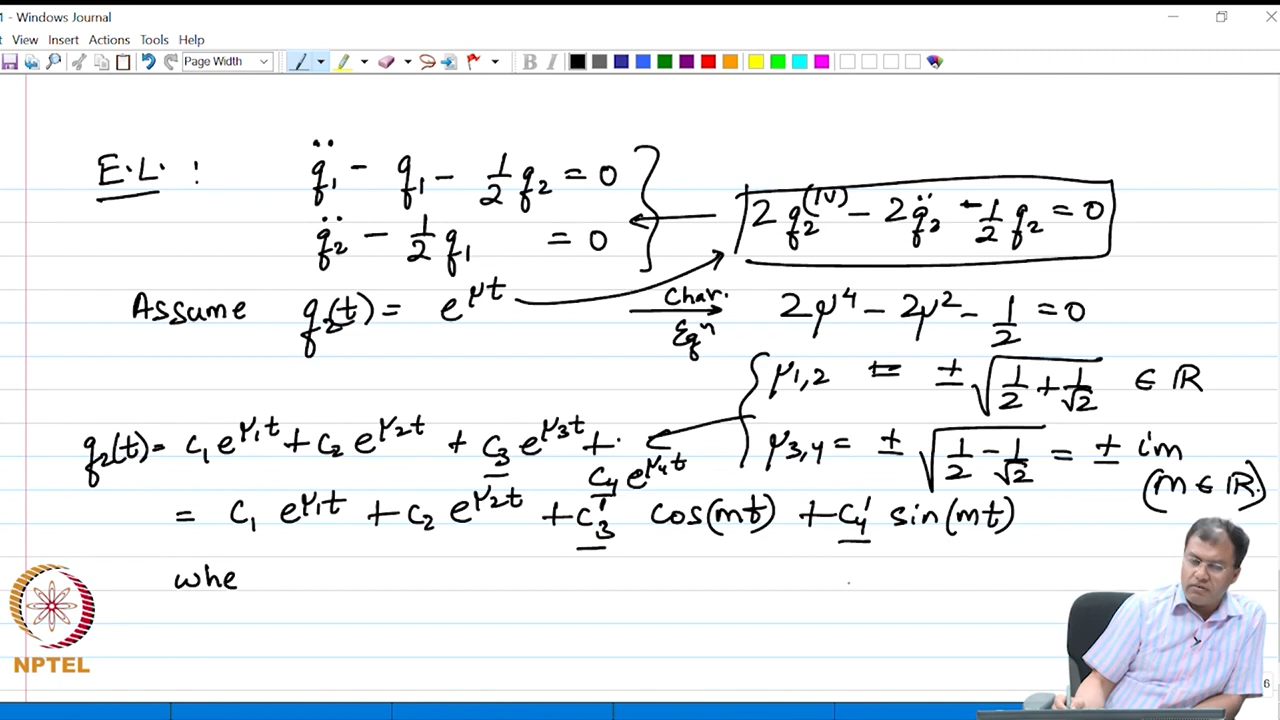 1 - Windows Journal
View Insert Actions Tools Help
Page Width
B I
E.L. : q̈₁ - q₁ - 1/2 q₂ = 0
q̈₂ - 1/2 q₁ = 0
2 q₂^(IV) - 2q̈₂ - 1/2 q₂ = 0
Assume q₂(t) = e^{μt} Char. Eqⁿ 2μ⁴ - 2μ² - 1/2 = 0
μ₁,₂ = ± √(1/2 + 1/√2) ∈ ℝ
μ₃,₄ = ± √(1/2 - 1/√2) = ± im
(m ∈ ℝ)
q₂(t) = c₁ e^{μ₁t} + c₂ e^{μ₂t} + c₃ e^{μ₃t} + c₄ e^{μ₄t}
= c₁ e^{μ₁t} + c₂ e^{μ₂t} + c₃' cos(mt) + c₄' sin(mt)
whe
NPTEL
6